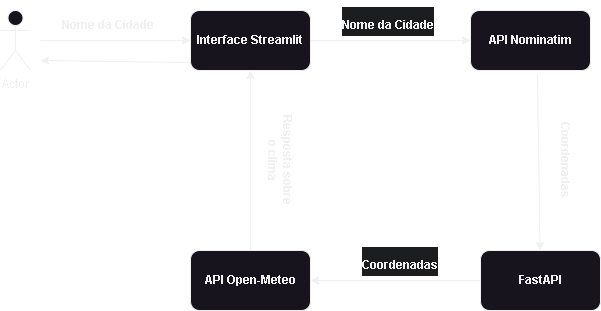 Nome da Cidade
Interface Streamlit
Nome da Cidade
API Nominatim
Actor
Resposta sobre
o clima
Coordenadas
API Open-Meteo
Coordenadas
FastAPI